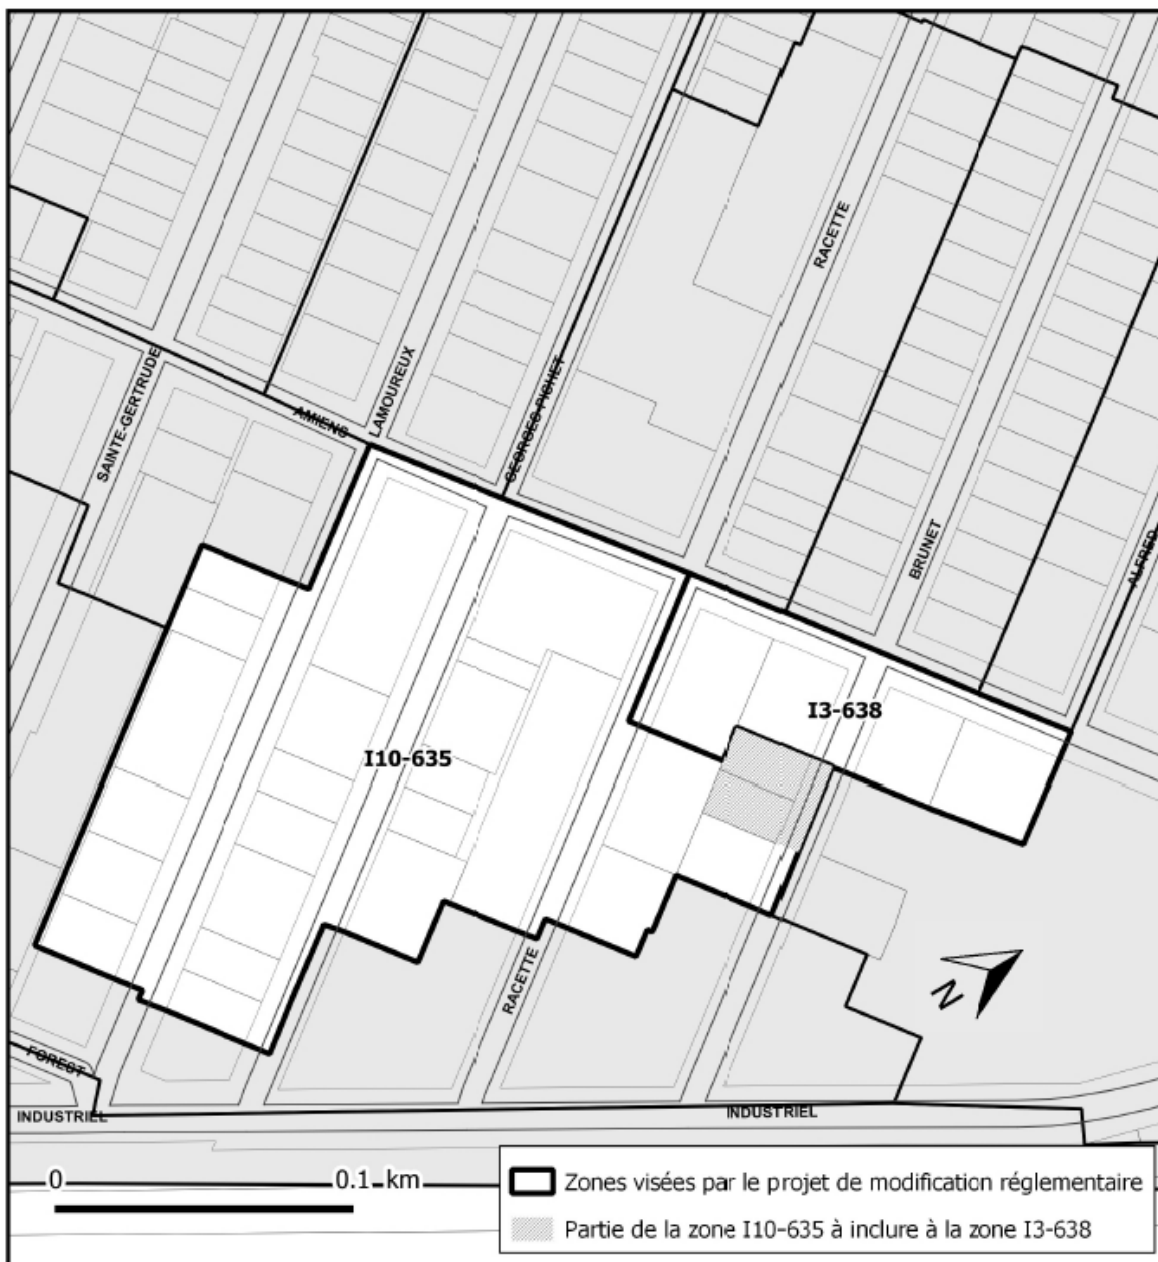 RACETTE
SAINTE-GERTRUDE
AMIENS
LAMOUREUX
GEORGES-PICHET
BRUNET
ALFRED
I3-638
I10-635
RACETTE
N
FOREST
INDUSTRIEL
INDUSTRIEL
0 0.1 km
Zones visées par le projet de modification réglementaire
Partie de la zone I10-635 à inclure à la zone I3-638